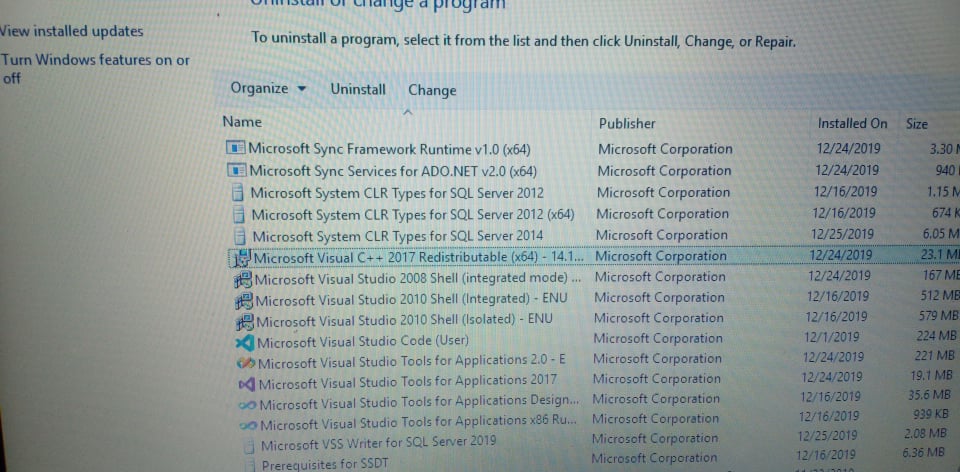 Uninstall or change a program
View installed updates
To uninstall a program, select it from the list and then click Uninstall, Change, or Repair.
Turn Windows features on or
off
Organize Uninstall Change
Name Publisher Installed On Size
Microsoft Sync Framework Runtime v1.0 (x64) Microsoft Corporation 12/24/2019 3.30 M
Microsoft Sync Services for ADO.NET v2.0 (x64) Microsoft Corporation 12/24/2019 940
Microsoft System CLR Types for SQL Server 2012 Microsoft Corporation 12/16/2019 1.15 M
Microsoft System CLR Types for SQL Server 2012 (x64) Microsoft Corporation 12/16/2019 674 K
Microsoft System CLR Types for SQL Server 2014 Microsoft Corporation 12/25/2019 6.05 M
Microsoft Visual C++ 2017 Redistributable (x64) - 14.1... Microsoft Corporation 12/24/2019 23.1 M
Microsoft Visual Studio 2008 Shell (integrated mode) ... Microsoft Corporation 12/24/2019 167 MB
Microsoft Visual Studio 2010 Shell (Integrated) - ENU Microsoft Corporation 12/16/2019 512 MB
Microsoft Visual Studio 2010 Shell (Isolated) - ENU Microsoft Corporation 12/16/2019 579 MB
Microsoft Visual Studio Code (User) Microsoft Corporation 12/1/2019 224 MB
Microsoft Visual Studio Tools for Applications 2.0 - E Microsoft Corporation 12/24/2019 221 MB
Microsoft Visual Studio Tools for Applications 2017 Microsoft Corporation 12/24/2019 19.1 MB
Microsoft Visual Studio Tools for Applications Design... Microsoft Corporation 12/16/2019 35.6 MB
Microsoft Visual Studio Tools for Applications x86 Ru... Microsoft Corporation 12/16/2019 939 KB
Microsoft VSS Writer for SQL Server 2019 Microsoft Corporation 12/25/2019 2.08 MB
Prerequisites for SSDT Microsoft Corporation 12/16/2019 6.36 MB